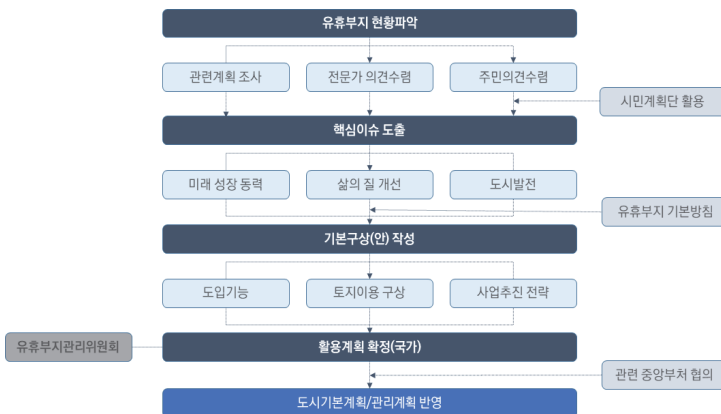 유휴부지 현황파악
관련계획 조사
전문가 의견수렴
주민의견수렴
시민계획단 활용
핵심이슈 도출
미래 성장 동력
삶의 질 개선
도시발전
유휴부지 기본방침
기본구상(안) 작성
도입기능
토지이용 구상
사업추진 전략
유휴부지관리위원회
활용계획 확정(국가)
관련 중앙부처 협의
도시기본계획/관리계획 반영